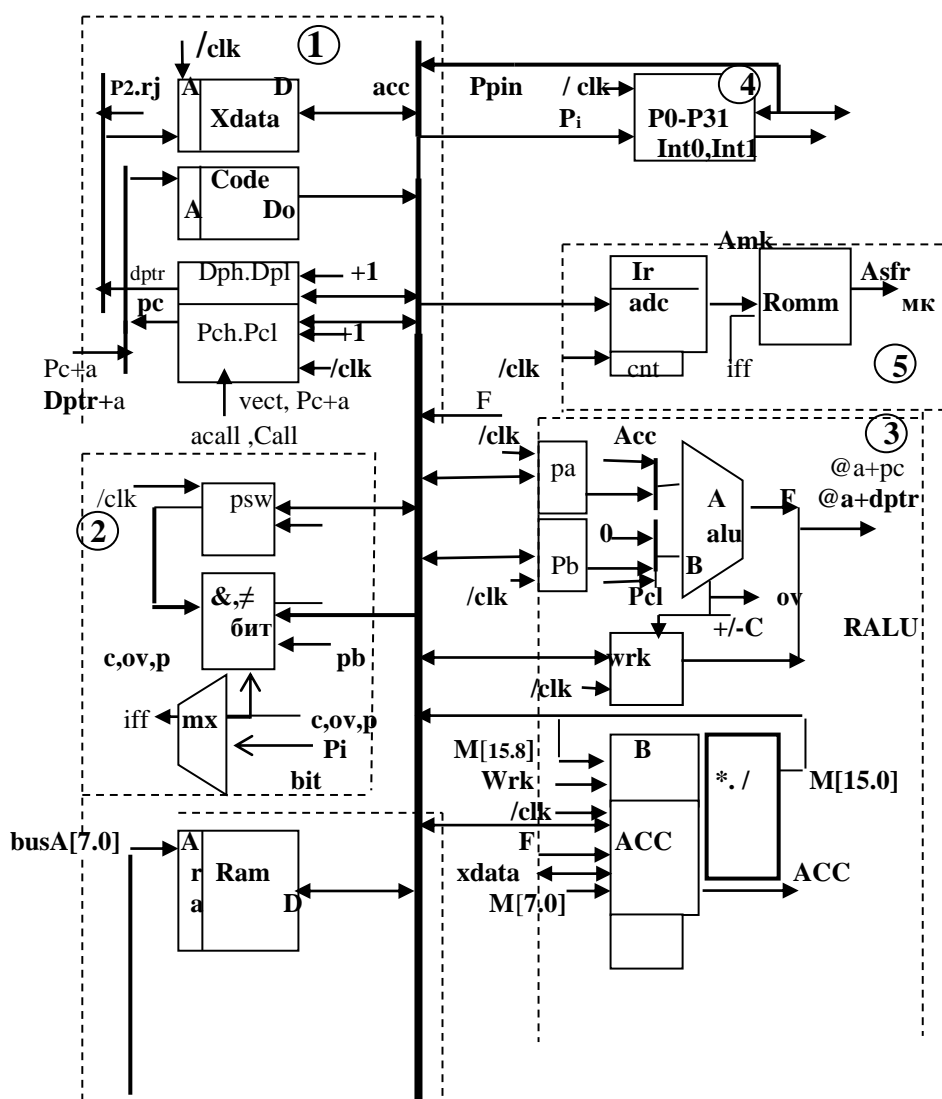 /clk
1
P2.rj
A
D
acc
Xdata
Code
A
Do
dptr
Dph.Dpl
+1
pc
Pch.Pcl
+1
/clk
Pc+a
Dptr+a
vect, Pc+a
acall ,Call
Ppin
/ clk
4
Pi
P0-P31
Int0,Int1
Amk
Ir
adc
Romm
Asfr
мк
/clk
cnt
iff
5
F
/clk
Acc
3
pa
@a+pc
A
F
@a+dptr
alu
0
Pb
B
/clk
Pcl
ov
+/-C
RALU
wrk
/clk
/clk
psw
2
&,≠
бит
c,ov,p
pb
iff
mx
c,ov,p
Pi
bit
M[15.8]
B
Wrk
*. /
M[15.0]
/clk
F
ACC
xdata
ACC
M[7.0]
busA[7.0]
A
r
a
Ram
D